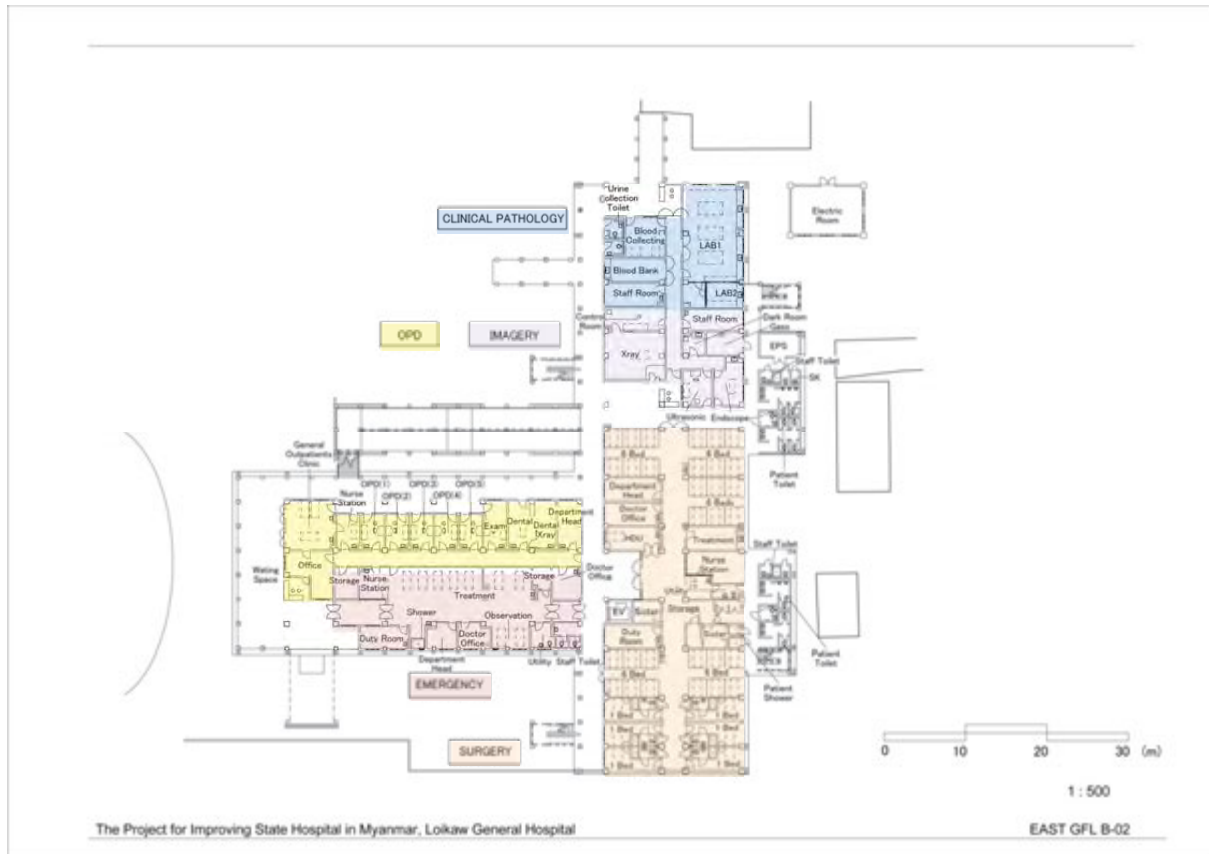 Urine
Collection
Toilet
CLINICAL PATHOLOGY
Blood
Collecting
LAB1
Electric
Room
Blood Bank
Staff Room
LAB2
Control
Room
Staff Room
Dark Room
OPD
IMAGERY
Xray
EPS
Staff Toilet
SK
Ultrasonic
Endoscope
General
Outpatients
Clinic
Nurse
Station
OPD(1)
OPD(2)
OPD(3)
OPD(4)
OPD(5)
Exam
Dental
Dental
Xray
Department
Head
6 Bed
6 Bed
Patient
Toilet
Department
Head
Doctor
Office
6 Beds
HDU
Treatment
Staff Toilet
Nurse
Station
Wating
Space
Office
Storage
Nurse
Station
Treatment
Storage
Doctor
Office
Utility
Shower
Observation
EV
Sister
Storage
Duty Room
Doctor
Office
Department
Head
Utility
Staff Toilet
Duty
Room
Sister
Patient
Toilet
6 Bed
6 Bed
Patient
Shower
EMERGENCY
1 Bed
1 Bed
1 Bed
1 Bed
SURGERY
1 Bed
1 Bed
0 10 20 30 (m)
1 : 500
The Project for Improving State Hospital in Myanmar, Loikaw General Hospital
EAST GFL B-02